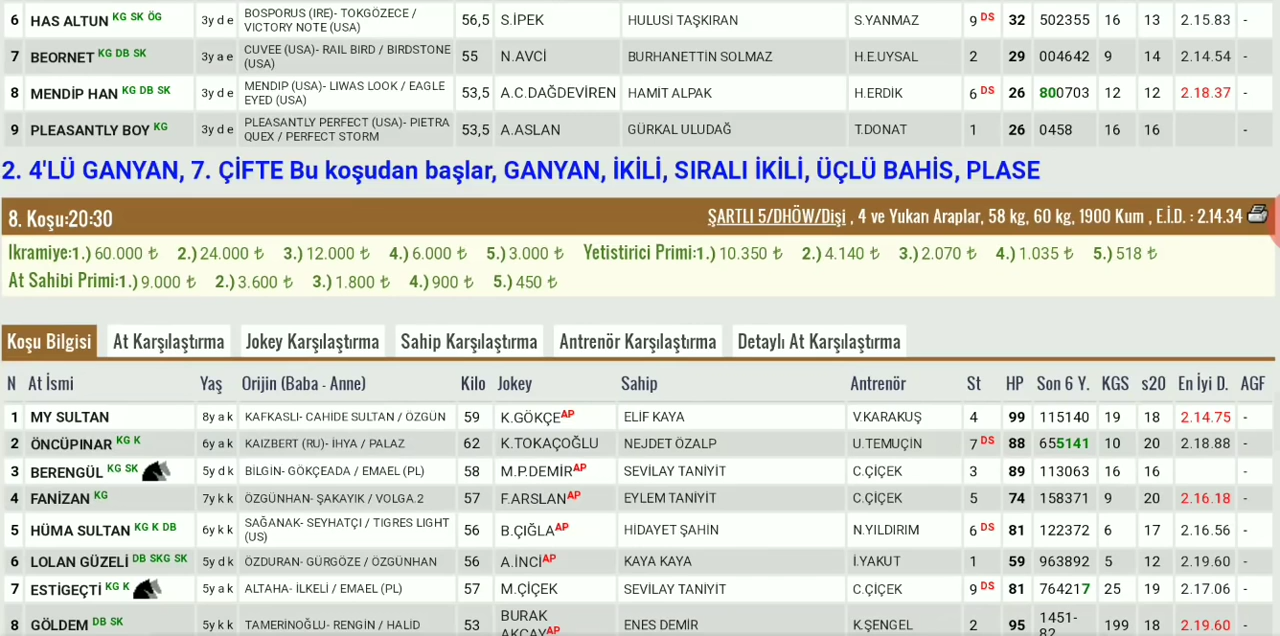 6 HAS ALTUN KG SK ÖG 3y d e BOSPORUS (IRE)- TOKGÖZECE / VICTORY NOTE (USA) 56,5 S.İPEK HULUSİ TAŞKIRAN S.YANMAZ 9 DS 32 502355 16 13 2.15.83 -
7 BEORNET KG DB SK 3y a e CUVEE (USA)- RAIL BIRD / BIRDSTONE (USA) 55 N.AVCİ BURHANETTİN SOLMAZ H.E.UYSAL 2 29 004642 9 14 2.14.54 -
8 MENDİP HAN KG DB SK 3y d e MENDIP (USA)- LIWAS LOOK / EAGLE EYED (USA) 53,5 A.C.DAĞDEVİREN HAMİT ALPAK H.ERDİK 6 DS 26 800703 12 12 2.18.37 -
9 PLEASANTLY BOY KG 3y d e PLEASANTLY PERFECT (USA)- PIETRA QUEX / PERFECT STORM 53,5 A.ASLAN GÜRKAL ULUDAĞ T.DONAT 1 26 0458 16 16 -
2. 4'LÜ GANYAN, 7. ÇİFTE Bu koşudan başlar, GANYAN, İKİLİ, SIRALI İKİLİ, ÜÇLÜ BAHİS, PLASE
8. Koşu:20:30 ŞARTLI 5/DHÖW/Dişi , 4 ve Yukarı Araplar, 58 kg, 60 kg, 1900 Kum , E.İ.D. : 2.14.34
Ikramiye:1.) 60.000 ₺ 2.) 24.000 ₺ 3.) 12.000 ₺ 4.) 6.000 ₺ 5.) 3.000 ₺ Yetistirici Primi:1.) 10.350 ₺ 2.) 4.140 ₺ 3.) 2.070 ₺ 4.) 1.035 ₺ 5.) 518 ₺
At Sahibi Primi:1.) 9.000 ₺ 2.) 3.600 ₺ 3.) 1.800 ₺ 4.) 900 ₺ 5.) 450 ₺
Koşu Bilgisi At Karşılaştırma Jokey Karşılaştırma Sahip Karşılaştırma Antrenör Karşılaştırma Detaylı At Karşılaştırma
N At İsmi Yaş Orijin (Baba - Anne) Kilo Jokey Sahip Antrenör St HP Son 6 Y. KGS s20 En İyi D. AGF
1 MY SULTAN 8y a k KAFKASLI- CAHİDE SULTAN / ÖZGÜN 59 K.GÖKÇE AP ELİF KAYA V.KARAKUŞ 4 99 115140 19 18 2.14.75 -
2 ÖNCÜPINAR KG K 6y a k KAIZBERT (RU)- İHYA / PALAZ 62 K.TOKAÇOĞLU NEJDET ÖZALP U.TEMUÇİN 7 DS 88 655141 10 20 2.18.88 -
3 BERENGÜL KG SK 5y d k BİLGİN- GÖKÇEADA / EMAEL (PL) 58 M.P.DEMİR AP SEVİLAY TANIYIT C.ÇİÇEK 3 89 113063 16 16 -
4 FANİZAN KG 7y k k ÖZGÜNHAN- ŞAKAYIK / VOLGA.2 57 F.ARSLAN AP EYLEM TANIYIT C.ÇİÇEK 5 74 158371 9 20 2.16.18 -
5 HÜMA SULTAN KG K DB 6y k k SAĞANAK- SEYHATÇI / TIGRES LIGHT (US) 56 B.ÇIĞLA AP HİDAYET ŞAHİN N.YILDIRIM 6 DS 81 122372 6 17 2.16.56 -
6 LOLAN GÜZELİ DB SKG SK 5y d k ÖZDURAN- GÜRGÖZE / ÖZGÜNHAN 56 A.İNCİ AP KAYA KAYA İ.YAKUT 1 59 963892 5 12 2.19.60 -
7 ESTİGEÇTİ KG K 5y a k ALTAHA- İLKELİ / EMAEL (PL) 57 M.ÇİÇEK SEVİLAY TANIYIT C.ÇİÇEK 9 DS 81 764217 25 19 2.17.06 -
8 GÖLDEM DB SK 5y k k TAMERİNOĞLU- RENGİN / HALİD 53 BURAK AKÇAY AP ENES DEMİR K.ŞENGEL 2 95 1451-82 199 18 2.19.60 -